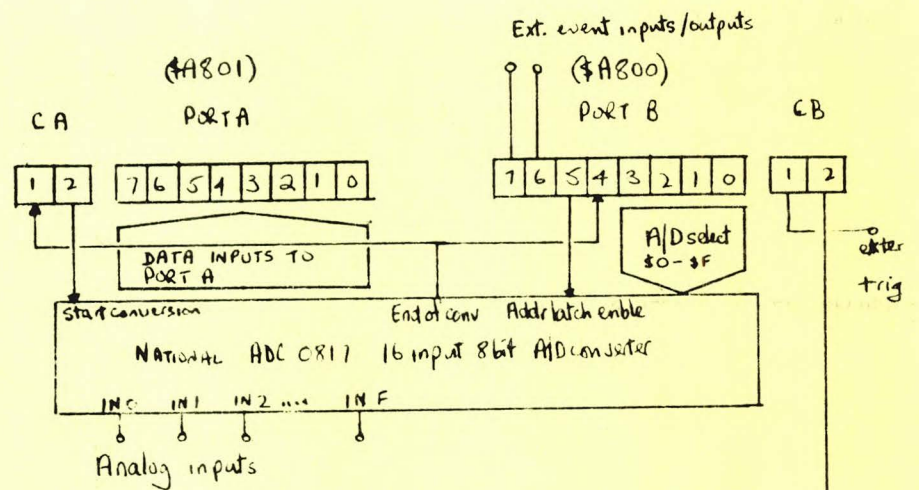 Ext. event inputs/outputs
($A801)
($A800)
CA
PORT A
PORT B
CB
1 2
7 6 5 4 3 2 1 0
7 6 5 4 3 2 1 0
1 2
DATA INPUTS TO
PORT A
A/D select
$0-$F
exter
trig
Start conversion
End of conv
Addr latch enble
NATIONAL ADC 0817 16 input 8bit A/D converter
IN0 IN1 IN2 .... INF
Analog inputs